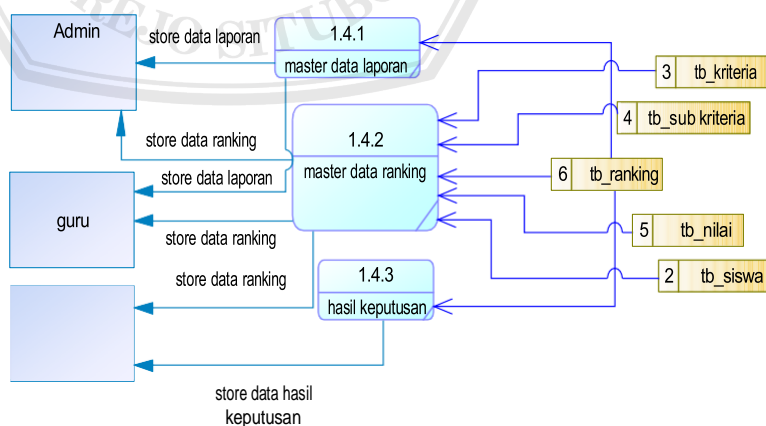 REJO SITUBO
Admin
store data laporan
1.4.1
master data laporan
3 tb_kriteria
4 tb_sub kriteria
store data ranking
1.4.2
master data ranking
6 tb_ranking
store data laporan
guru
store data ranking
5 tb_nilai
store data ranking
1.4.3
hasil keputusan
2 tb_siswa
store data hasil
keputusan